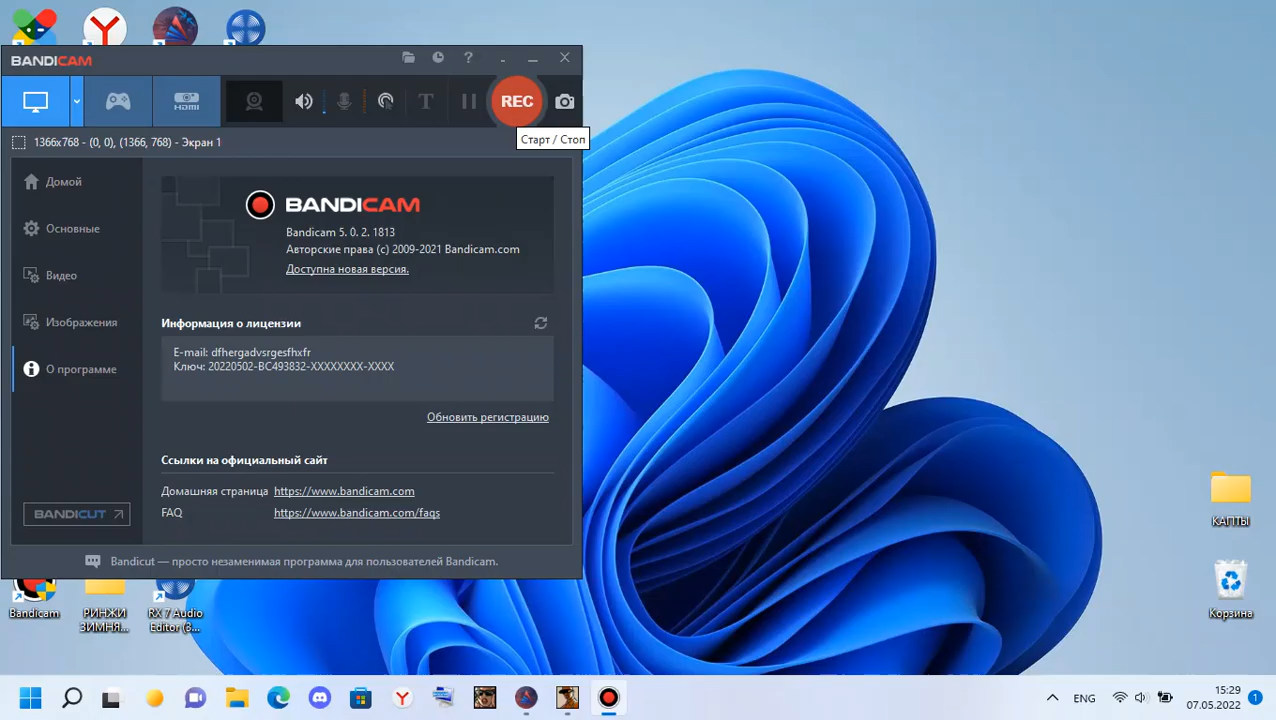 BANDICAM
?
HDMI
T
REC
Старт / Стоп
1366x768 - (0, 0), (1366, 768) - Экран 1
Домой
Основные
Видео
Изображения
О программе
BANDICUT
BANDICAM
Bandicam 5. 0. 2. 1813
Авторские права (c) 2009-2021 Bandicam.com
Доступна новая версия.
Информация о лицензии
E-mail: dfhergadvsrgesfhxfr
Ключ: 20220502-BC493832-XXXXXXXX-XXXX
Обновить регистрацию
Ссылки на официальный сайт
Домашняя страница https://www.bandicam.com
FAQ https://www.bandicam.com/faqs
Bandicut — просто незаменимая программа для пользователей Bandicam.
Bandicam
РИНЖИ
ЗИМНЯ...
RX 7 Audio
Editor (3...
КАПТЫ
Корзина
ENG
15:29
07.05.2022
1